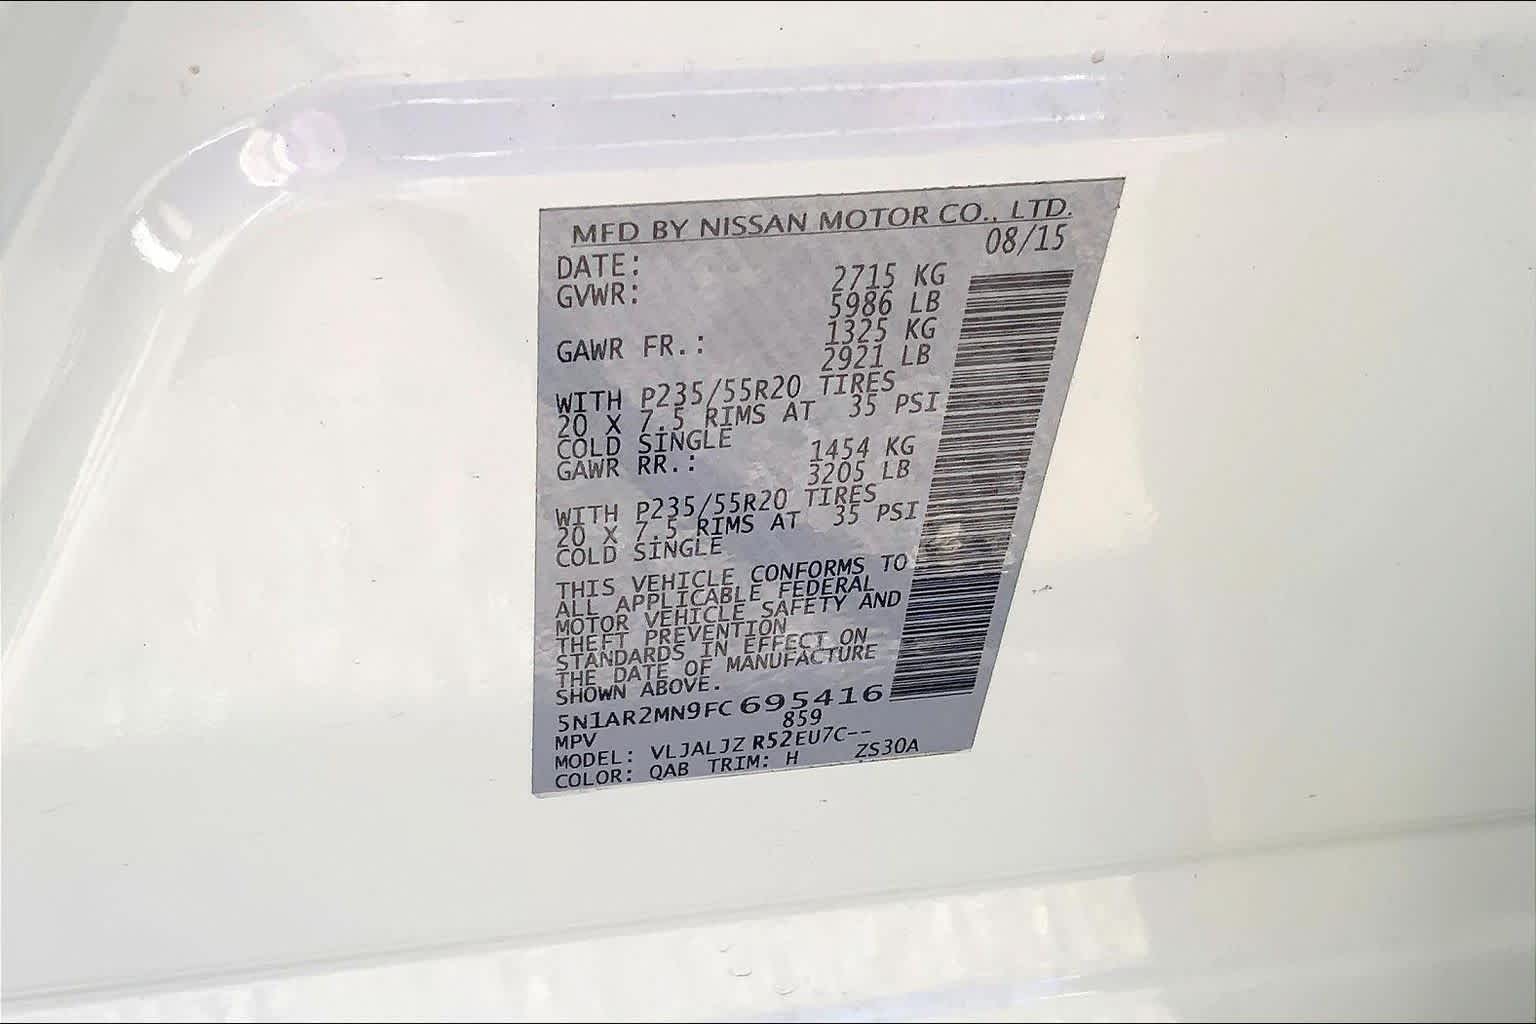 MFD BY NISSAN MOTOR CO., LTD.
DATE: 08/15
GVWR: 2715 KG
5986 LB
GAWR FR.: 1325 KG
2921 LB
WITH P235/55R20 TIRES
20 X 7.5 RIMS AT 35 PSI
COLD SINGLE
GAWR RR.: 1454 KG
3205 LB
WITH P235/55R20 TIRES
20 X 7.5 RIMS AT 35 PSI
COLD SINGLE
THIS VEHICLE CONFORMS TO
ALL APPLICABLE FEDERAL
MOTOR VEHICLE SAFETY AND
THEFT PREVENTION
STANDARDS IN EFFECT ON
THE DATE OF MANUFACTURE
SHOWN ABOVE.
5N1AR2MN9FC695416
MPV 859
MODEL: VLJALJZ R52EU7C--
COLOR: QAB TRIM: H ZS30A